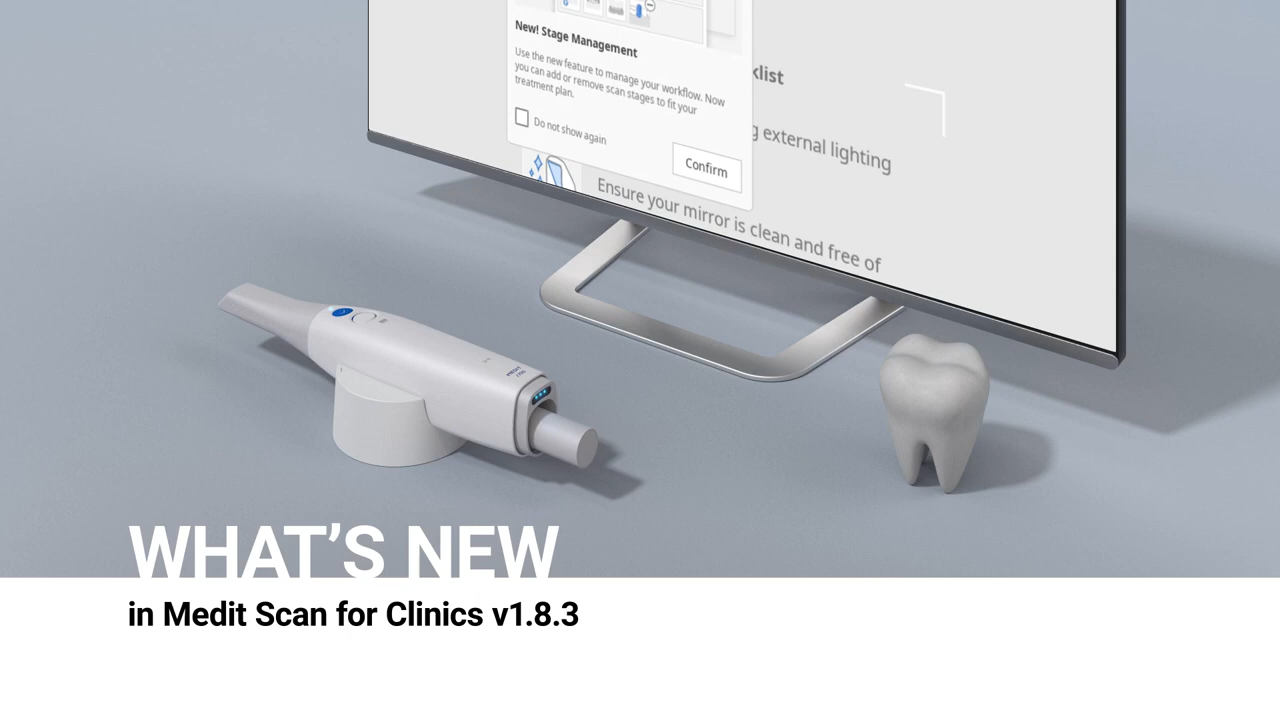 New! Stage Management
Use the new feature to manage your workflow. Now
you can add or remove scan stages to fit your
treatment plan.
Do not show again
Confirm
klist
g external lighting
Ensure your mirror is clean and free of
MEDIT
i700
WHAT'S NEW
in Medit Scan for Clinics v1.8.3